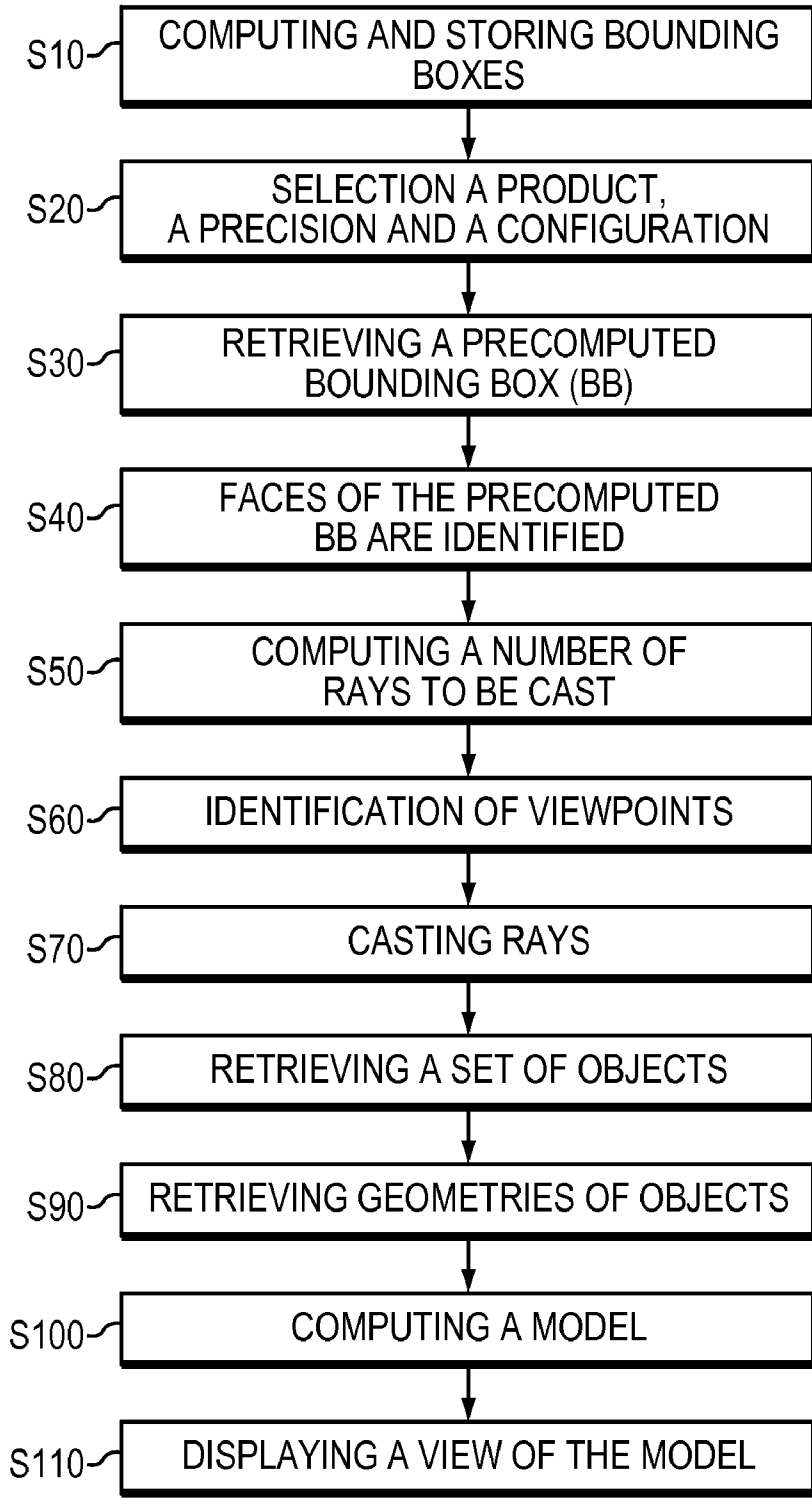 S10
COMPUTING AND STORING BOUNDING
BOXES
S20
SELECTION A PRODUCT,
A PRECISION AND A CONFIGURATION
S30
RETRIEVING A PRECOMPUTED
BOUNDING BOX (BB)
S40
FACES OF THE PRECOMPUTED
BB ARE IDENTIFIED
S50
COMPUTING A NUMBER OF
RAYS TO BE CAST
S60
IDENTIFICATION OF VIEWPOINTS
S70
CASTING RAYS
S80
RETRIEVING A SET OF OBJECTS
S90
RETRIEVING GEOMETRIES OF OBJECTS
S100
COMPUTING A MODEL
S110
DISPLAYING A VIEW OF THE MODEL